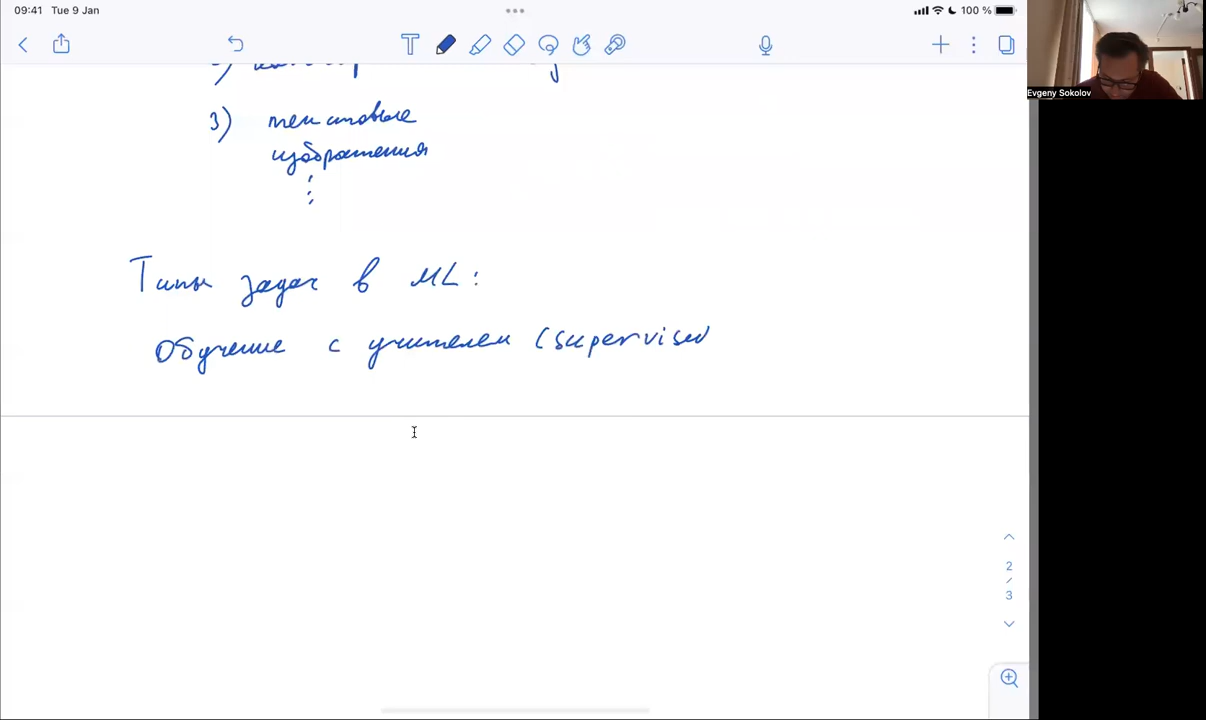 09:41 Tue 9 Jan
100 %
Evgeny Sokolov
3) текстовые
изображения
⋮
Типы задач в ML:
Обучение с учителем (supervised
2
3